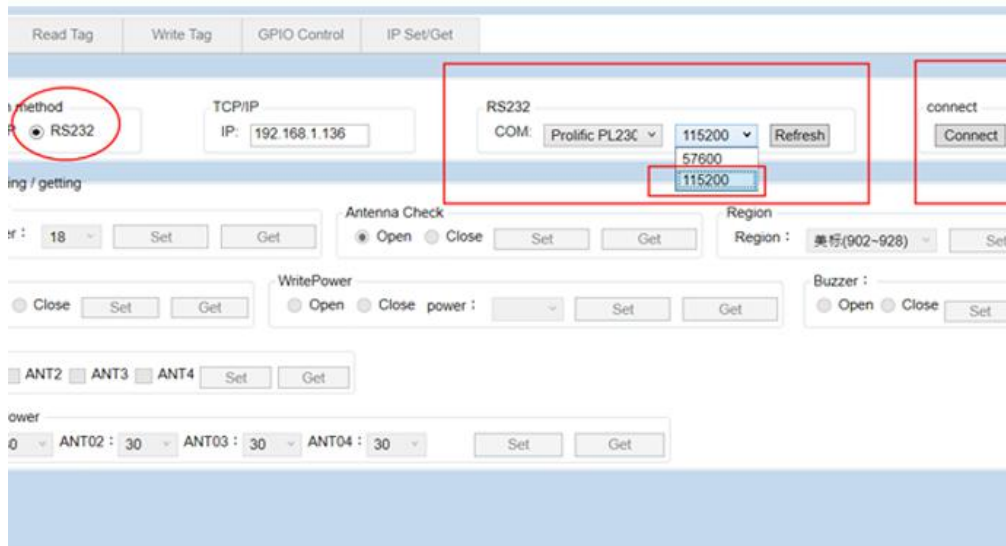 Read Tag Write Tag GPIO Control IP Set/Get
method TCP/IP RS232 connect
RS232 IP: 192.168.1.136 COM: Prolific PL23 115200 Refresh Connect
57600
115200
ing / getting
Antenna Check Region
er : 18 Set Get Open Close Set Get Region : 美标(902~928) Set
WritePower Buzzer :
Close Set Get Open Close power : Set Get Open Close Set
ANT2 ANT3 ANT4 Set Get
ower
0 ANT02 : 30 ANT03 : 30 ANT04 : 30 Set Get